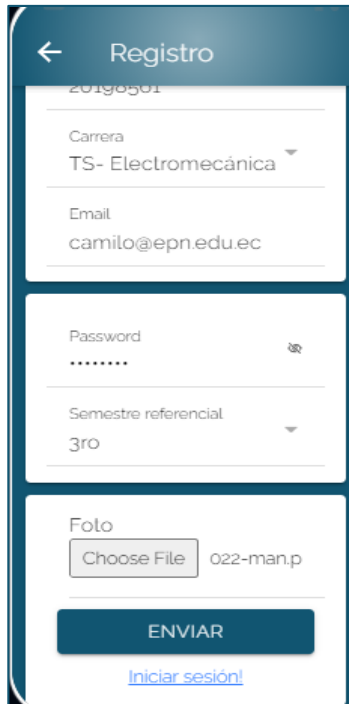 Registro
20198561
Carrera
TS- Electromecánica
Email
camilo@epn.edu.ec
Password
••••••••
Semestre referencial
3ro
Foto
Choose File 022-man.p
ENVIAR
Iniciar sesión!